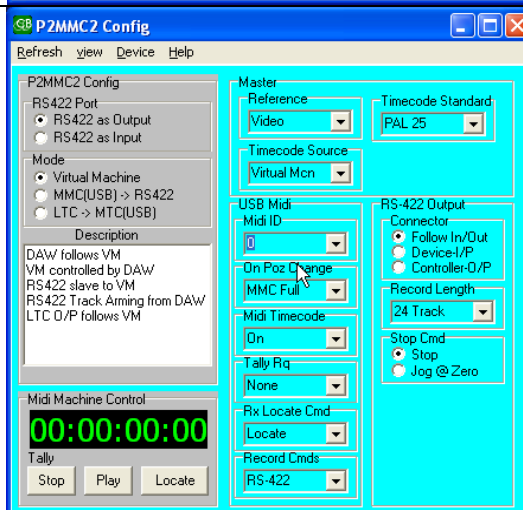 P2MMC2 Config
Refresh view Device Help
P2MMC2 Config
RS422 Port
RS422 as Output
RS422 as Input
Mode
Virtual Machine
MMC(USB) -> RS422
LTC -> MTC(USB)
Description
DAW follows VM
VM controlled by DAW
RS422 slave to VM
RS422 Track Arming from DAW
LTC O/P follows VM
Midi Machine Control
00:00:00:00
Tally
Stop Play Locate
Master
Reference
Video
Timecode Standard
PAL 25
Timecode Source
Virtual Mcn
USB Midi
Midi ID
0
On Poz Change
MMC Full
Midi Timecode
On
Tally Rq
None
Rx Locate Cmd
Locate
Record Cmds
RS-422
RS-422 Output
Connector
Follow In/Out
Device-I/P
Controller-O/P
Record Length
24 Track
Stop Cmd
Stop
Jog @ Zero